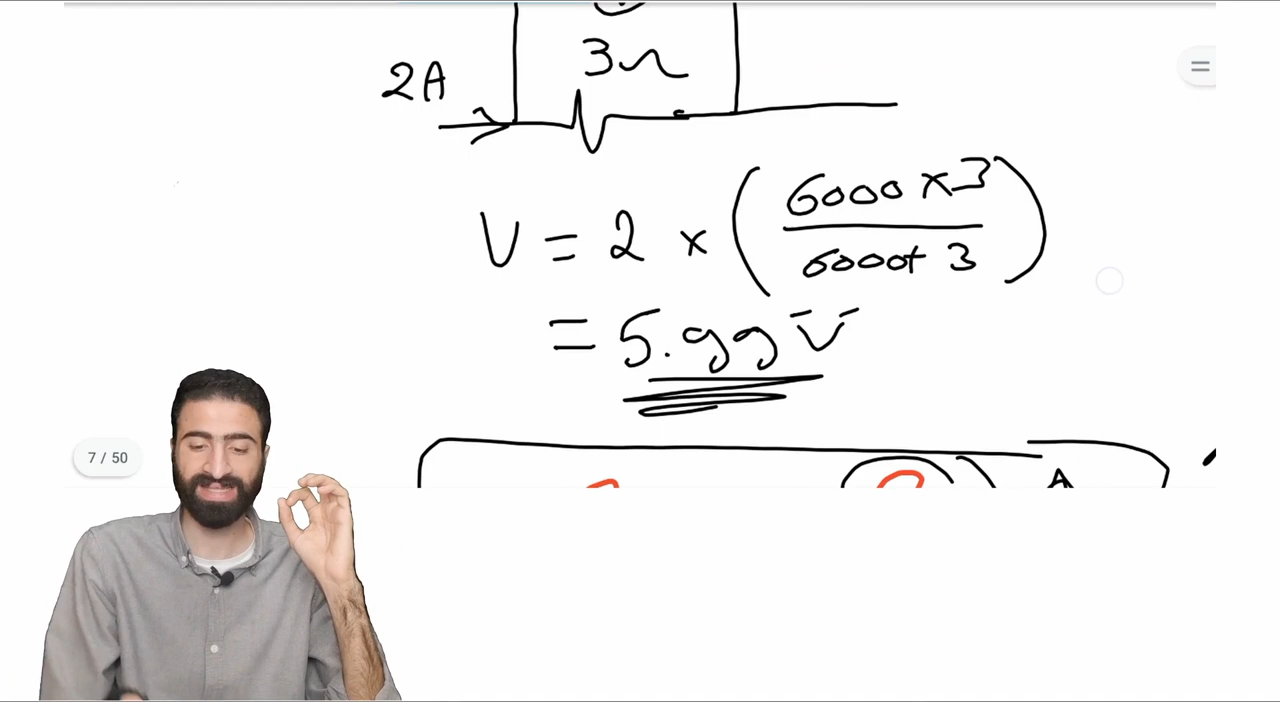 3Ω
2A
V = 2 × (6000 × 3 / 6000 + 3)
= 5.99 V
7 / 50
A